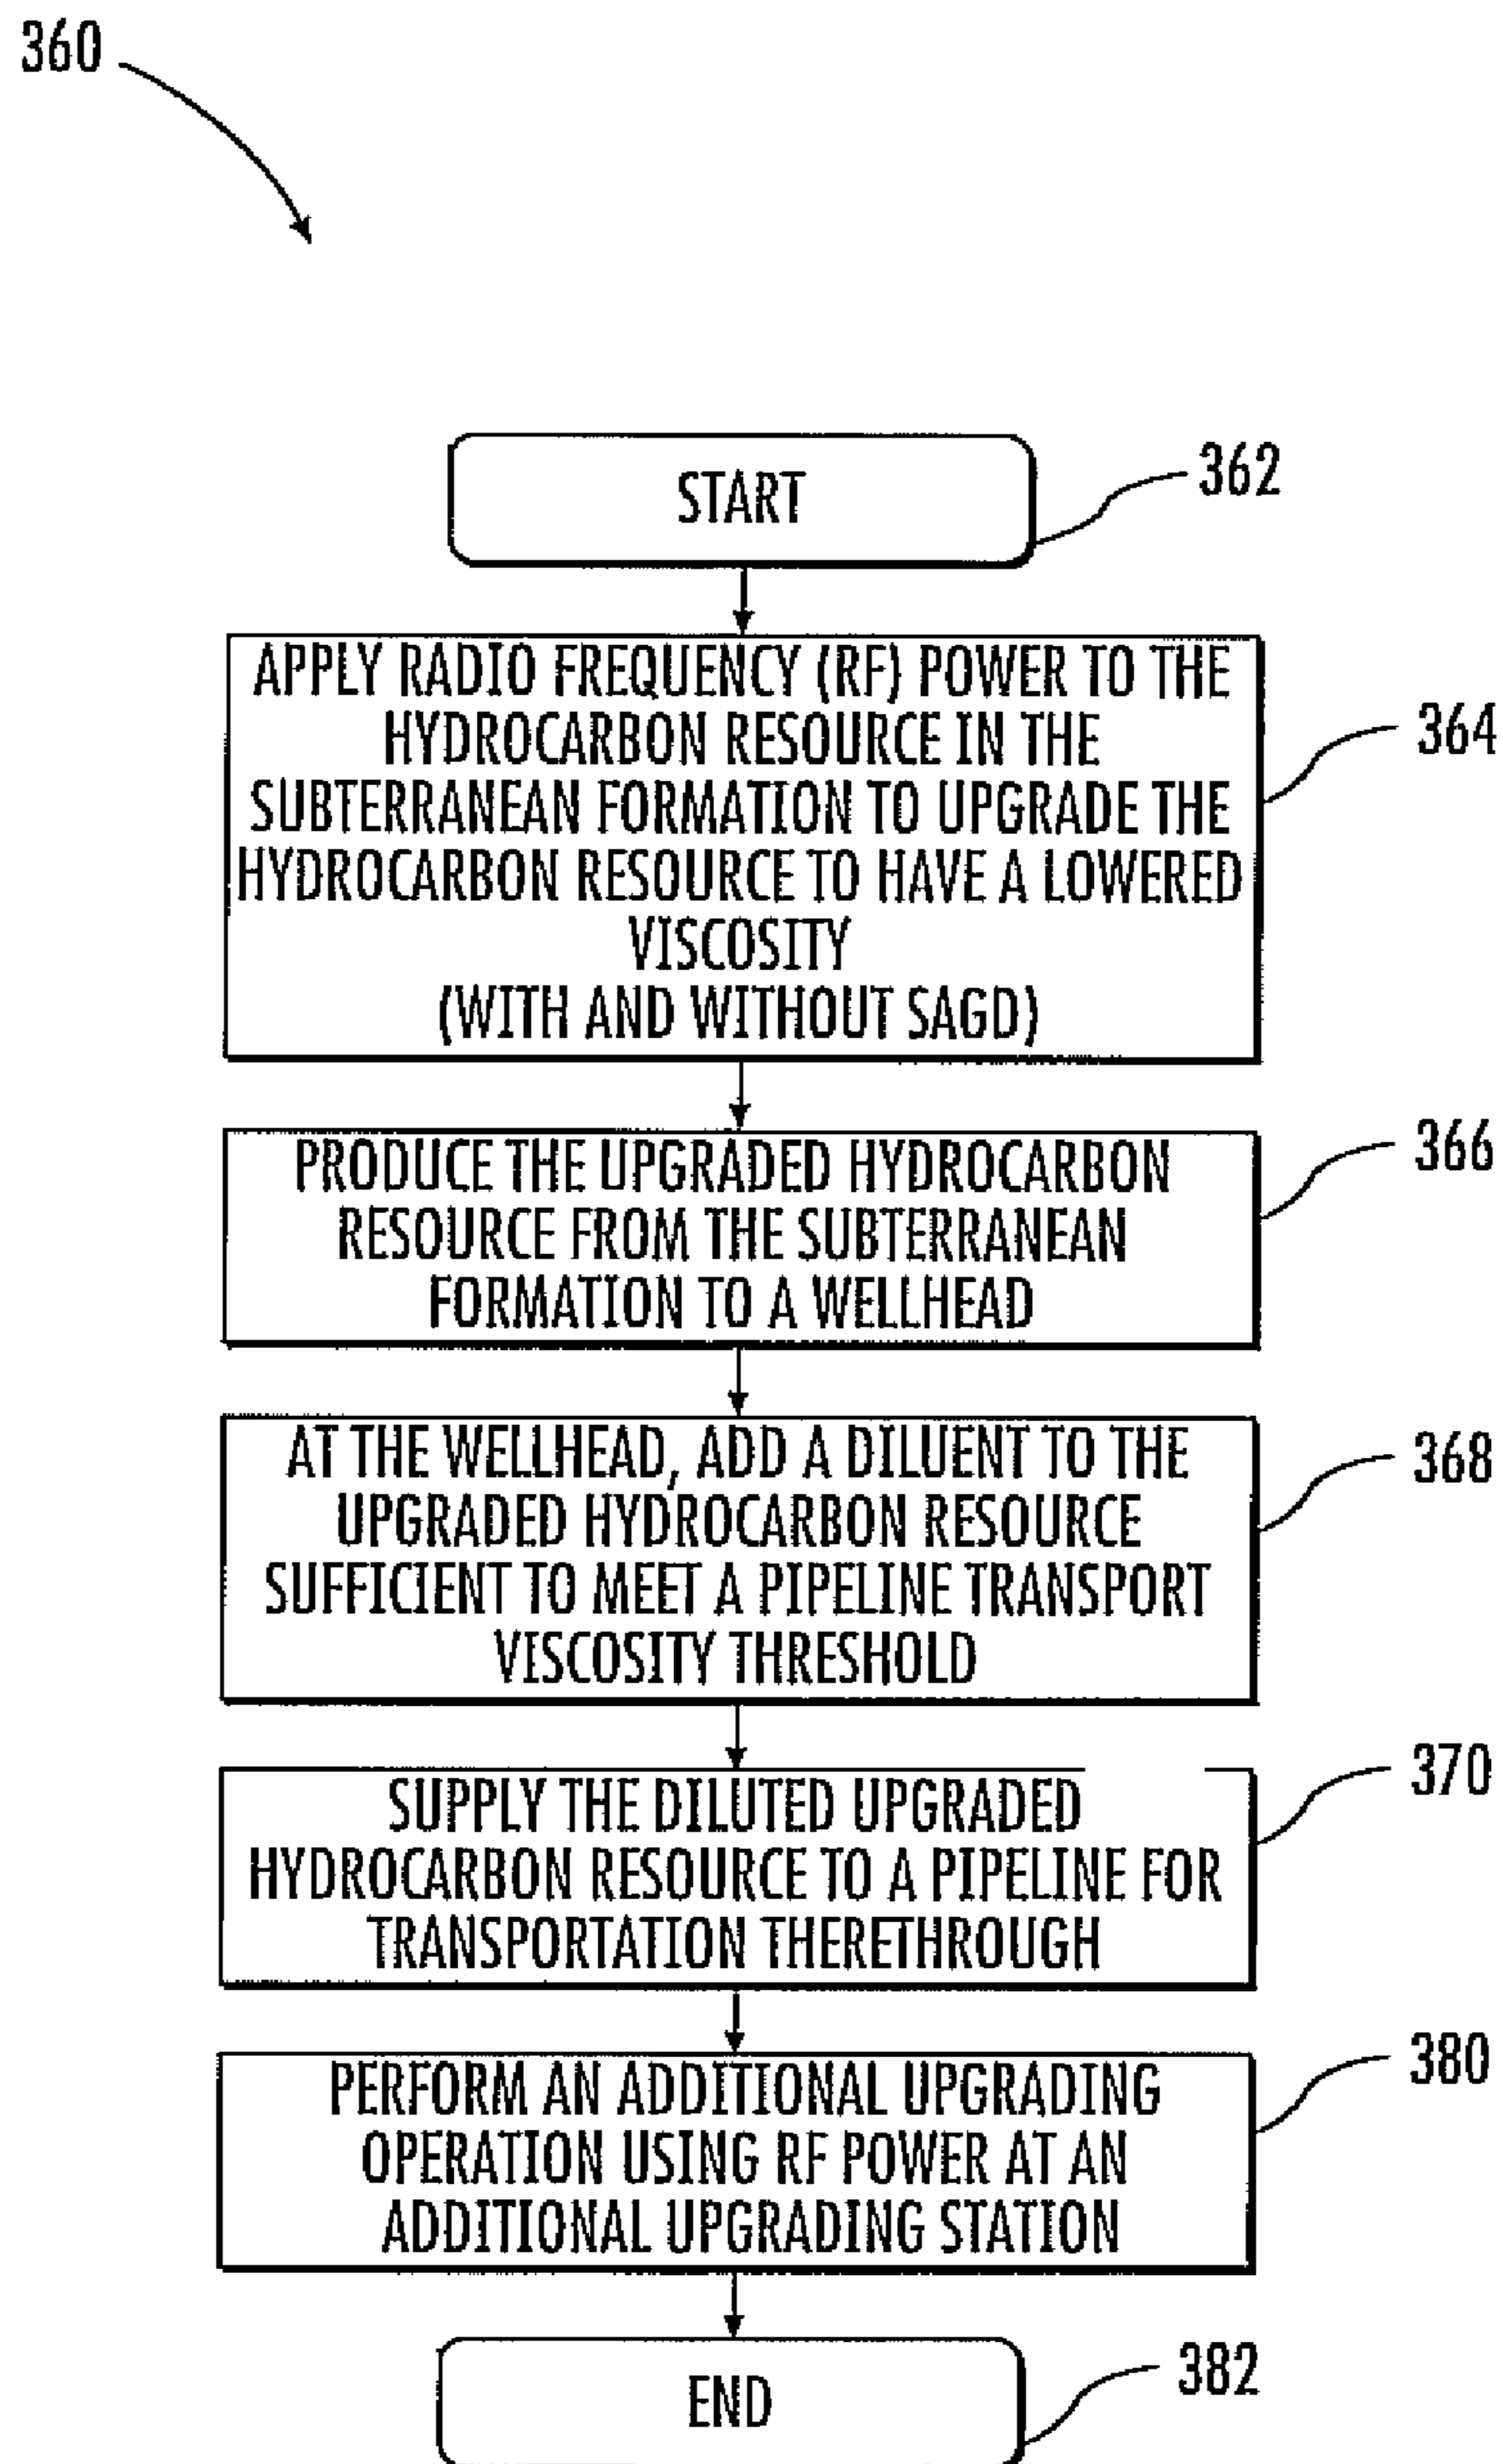 360
START
362
APPLY RADIO FREQUENCY (RF) POWER TO THE
HYDROCARBON RESOURCE IN THE
SUBTERRANEAN FORMATION TO UPGRADE THE
HYDROCARBON RESOURCE TO HAVE A LOWERED
VISCOSITY
(WITH AND WITHOUT SAGD)
364
PRODUCE THE UPGRADED HYDROCARBON
RESOURCE FROM THE SUBTERRANEAN
FORMATION TO A WELLHEAD
366
AT THE WELLHEAD, ADD A DILUENT TO THE
UPGRADED HYDROCARBON RESOURCE
SUFFICIENT TO MEET A PIPELINE TRANSPORT
VISCOSITY THRESHOLD
368
SUPPLY THE DILUTED UPGRADED
HYDROCARBON RESOURCE TO A PIPELINE FOR
TRANSPORTATION THERETHROUGH
370
PERFORM AN ADDITIONAL UPGRADING
OPERATION USING RF POWER AT AN
ADDITIONAL UPGRADING STATION
380
END
382